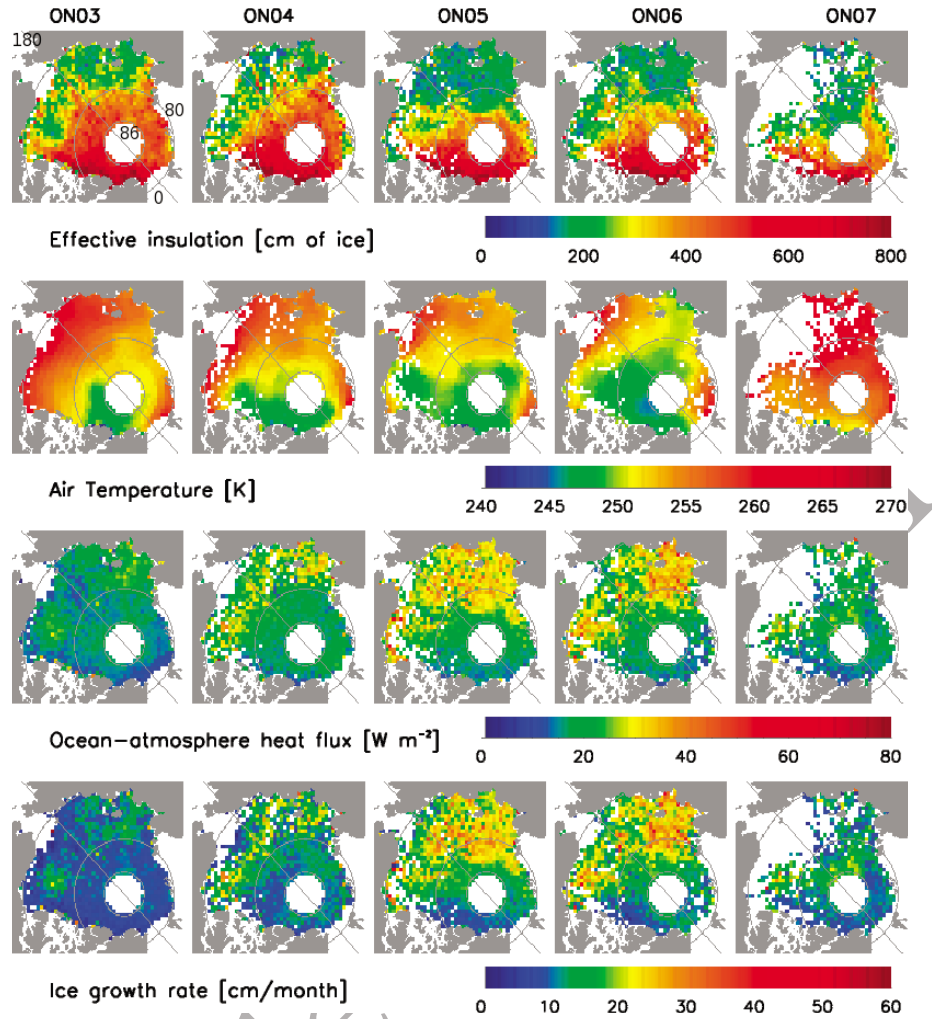 ON03 ON04 ON05 ON06 ON07
180
80
86
0
Effective insulation [cm of ice]
0 200 400 600 800
Air Temperature [K]
240 245 250 255 260 265 270
Ocean-atmosphere heat flux [W m⁻²]
0 20 40 60 80
Ice growth rate [cm/month]
0 10 20 30 40 50 60